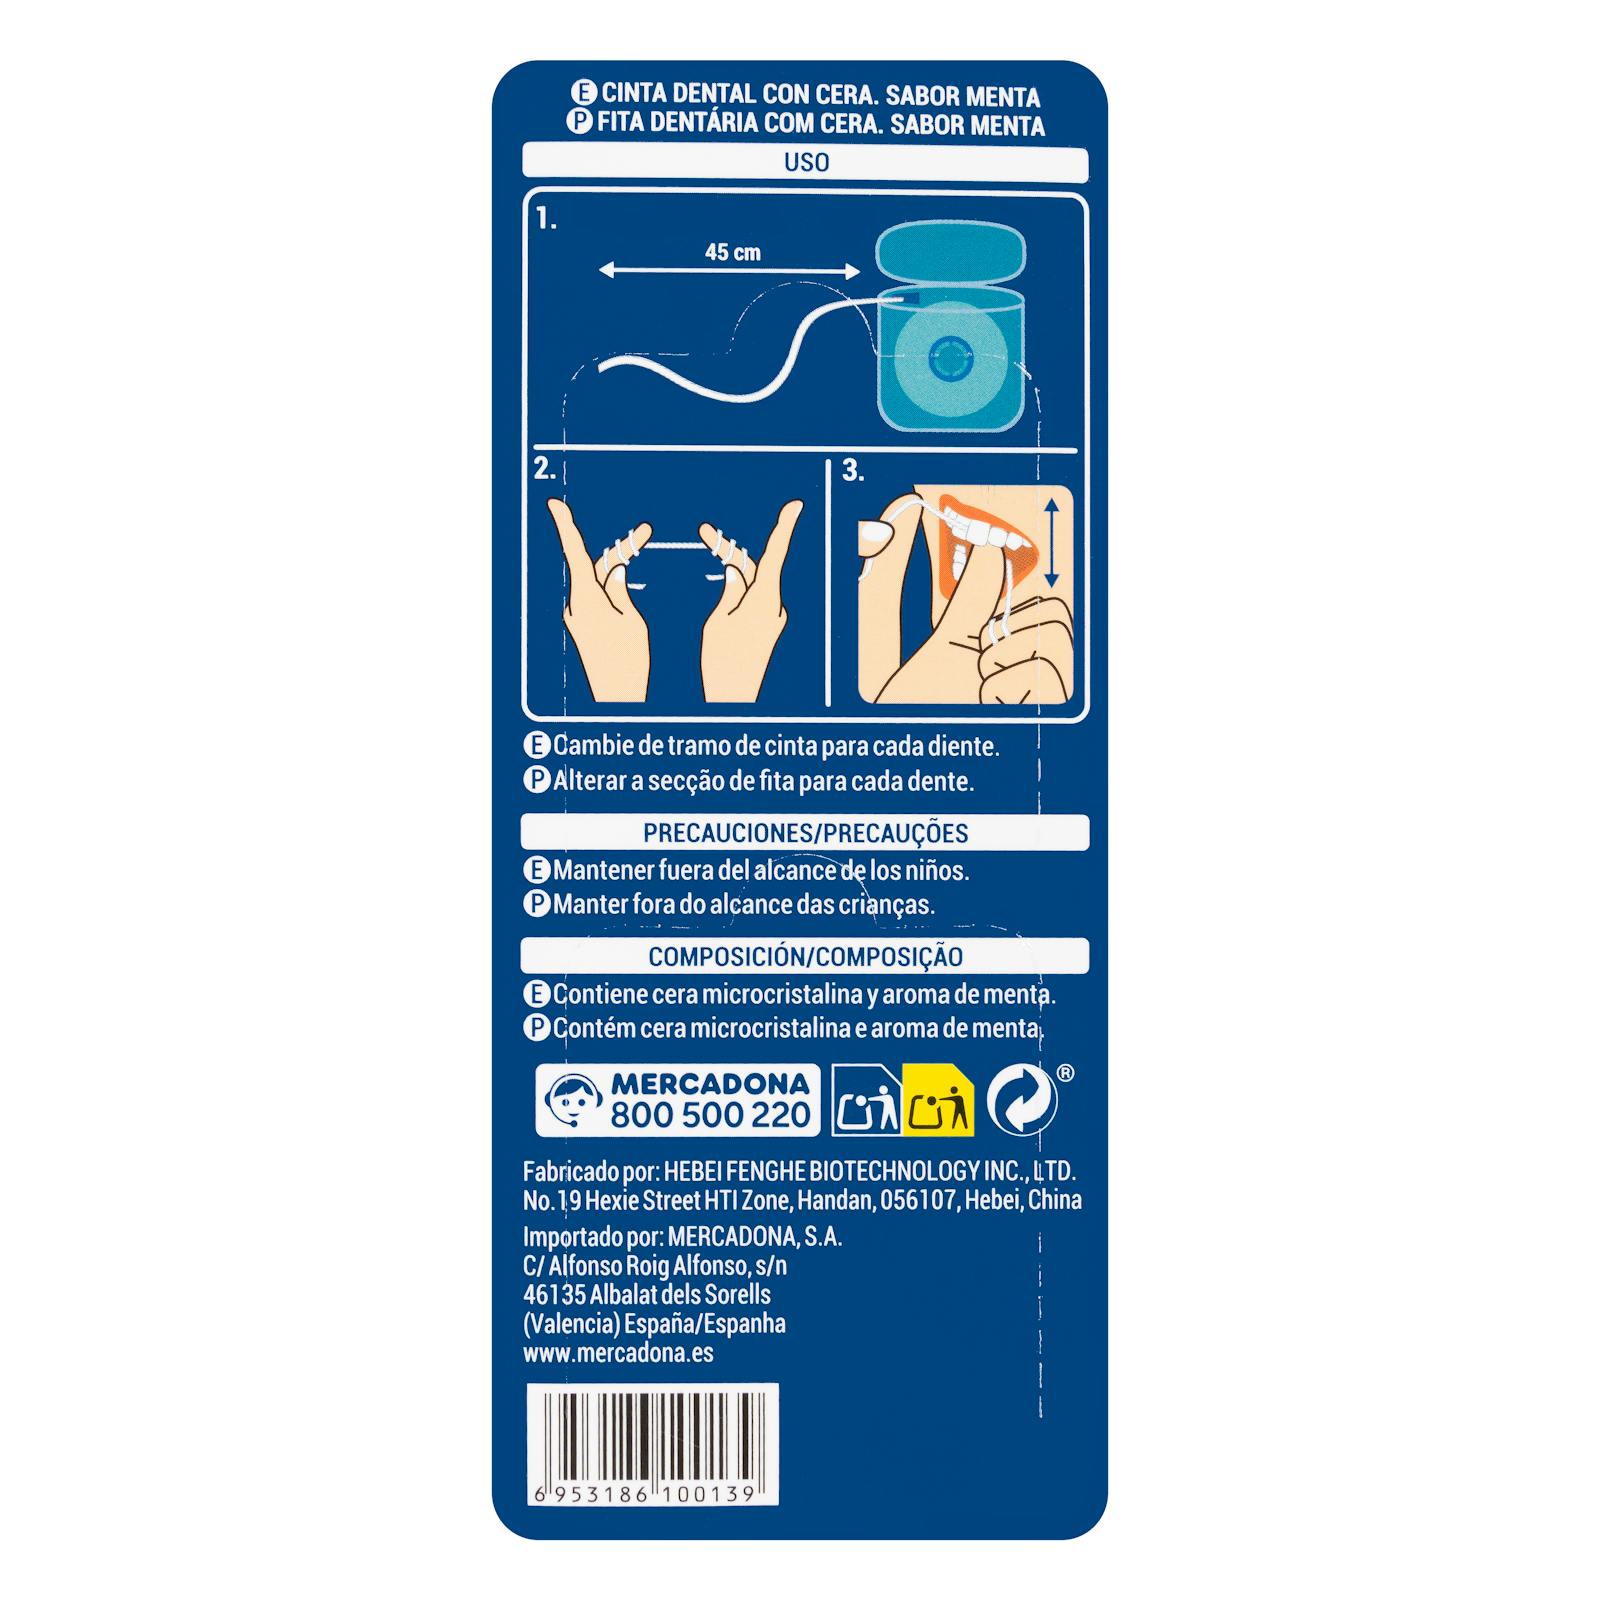 E CINTA DENTAL CON CERA. SABOR MENTA
P FITA DENTÁRIA COM CERA. SABOR MENTA
USO
1.
45 cm
2.
3.
E Cambie de tramo de cinta para cada diente.
P Alterar a secção de fita para cada dente.
PRECAUCIONES/PRECAUÇÕES
E Mantener fuera del alcance de los niños.
P Manter fora do alcance das crianças.
COMPOSICIÓN/COMPOSIÇÃO
E Contiene cera microcristalina y aroma de menta.
P Contém cera microcristalina e aroma de menta.
MERCADONA
800 500 220
®
Fabricado por: HEBEI FENGHE BIOTECHNOLOGY INC., LTD.
No.19 Hexie Street HTI Zone, Handan, 056107, Hebei, China
Importado por: MERCADONA, S.A.
C/ Alfonso Roig Alfonso, s/n
46135 Albalat dels Sorells
(Valencia) España/Espanha
www.mercadona.es
6 953186 100139